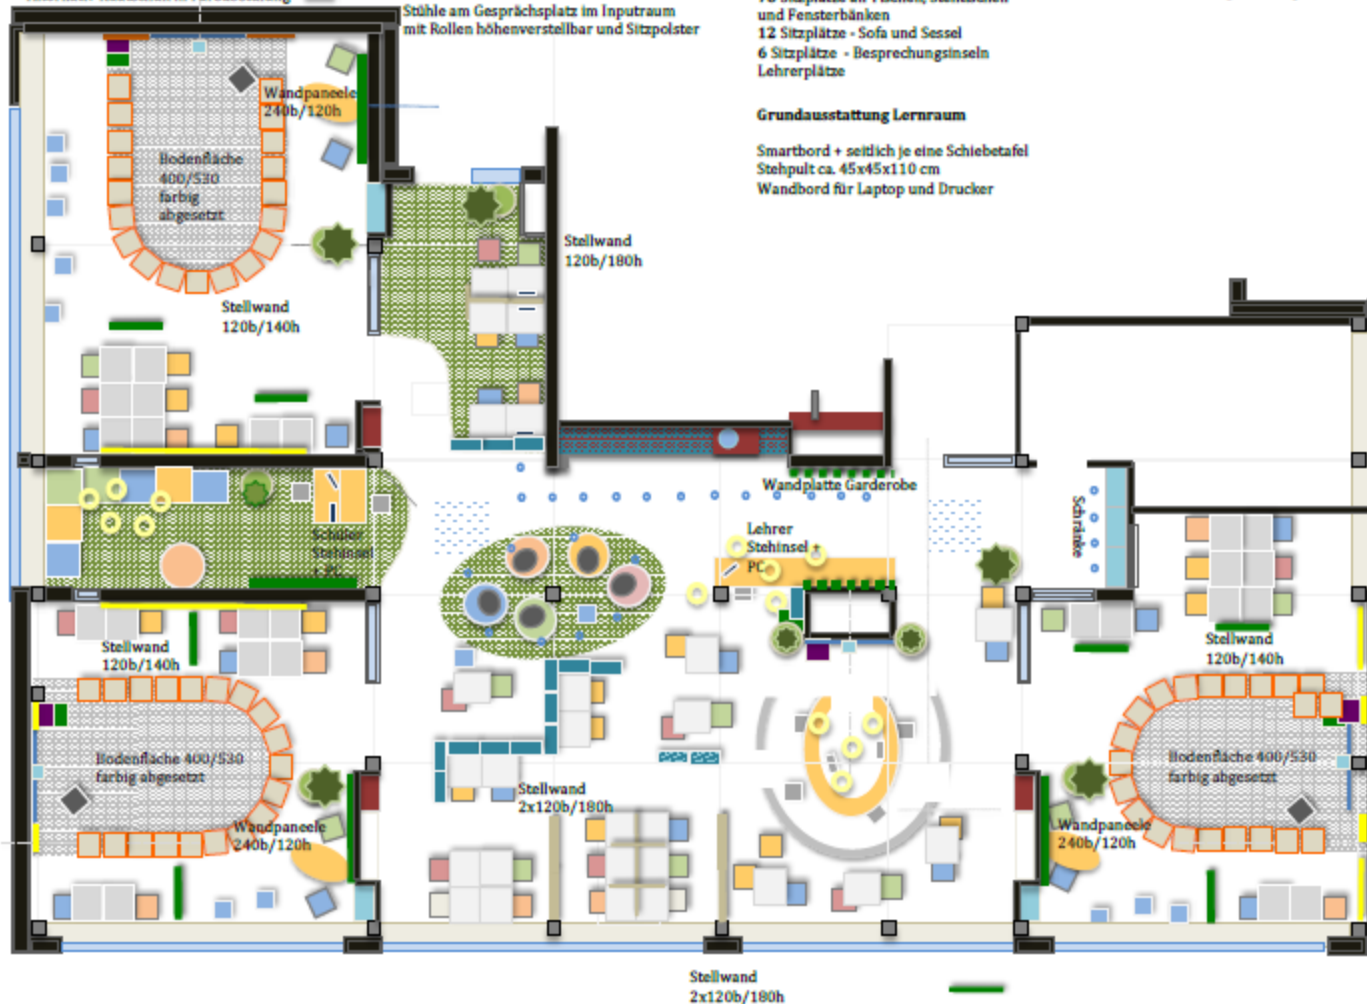 Stühle am Gesprächsplatz im Inputraum
mit Rollen höhenverstellbar und Sitzpolster
und Fensterbänken
12 Sitzplätze - Sofa und Sessel
6 Sitzplätze - Besprechungsinseln
Lehrerplätze
Grundausstattung Lernraum
Smartbord + seitlich je eine Schiebetafel
Stehpult ca. 45x45x110 cm
Wandbord für Laptop und Drucker
Wandpaneele
240b/120h
Bodenfläche
400/530
farbig
abgesetzt
Stellwand
120b/180h
Stellwand
120b/140h
Wandplatte Garderobe
Schränke
Schüler
Stehinsel
+ PC
Lehrer
Stehinsel +
PC
Stellwand
120b/140h
Stellwand
120b/140h
Bodenfläche 400/530
farbig abgesetzt
Bodenfläche 400/530
farbig abgesetzt
Stellwand
2x120b/180h
Wandpaneele
240b/120h
Wandpaneele
240b/120h
Stellwand
2x120b/180h